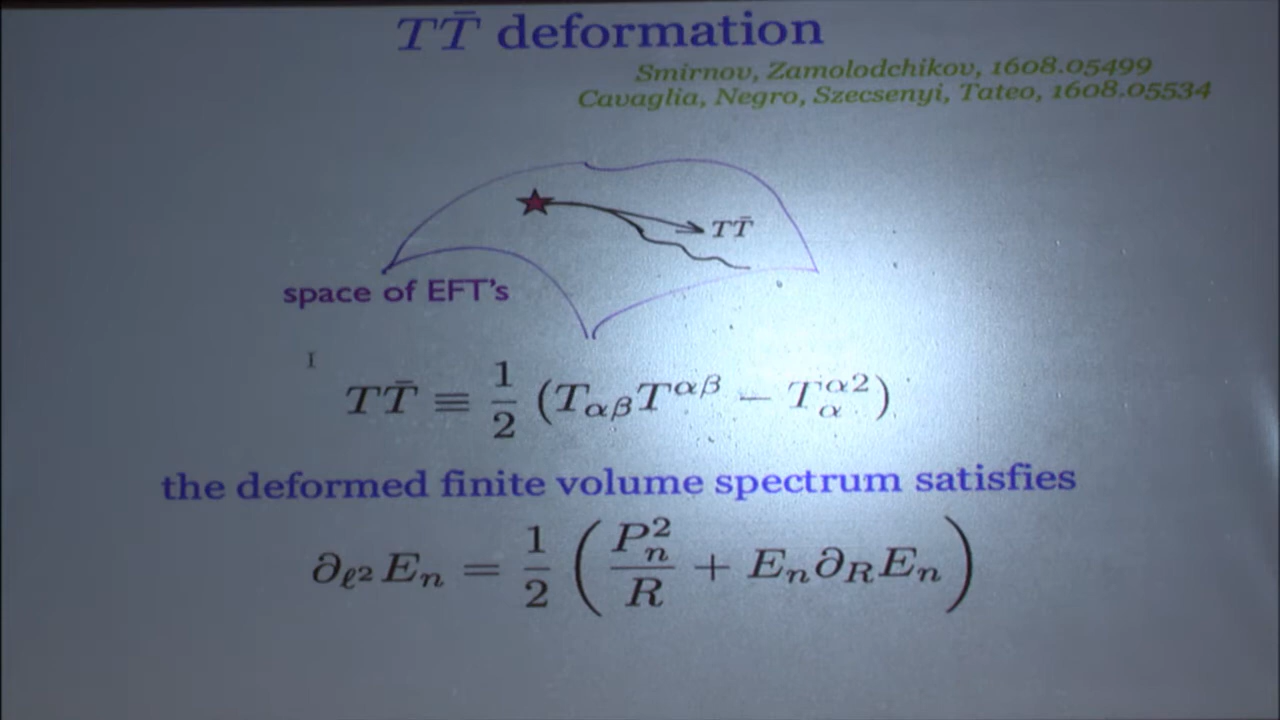 TT̄ deformation
Smirnov, Zamolodchikov, 1608.05499
Cavaglia, Negro, Szecsenyi, Tateo, 1608.05534
TT̄
space of EFT's
TT̄ ≡ 1/2 (T_{αβ}T^{αβ} − T_α^{α2})
the deformed finite volume spectrum satisfies
∂_{ℓ²}E_n = 1/2 (P_n²/R + E_n∂_R E_n)